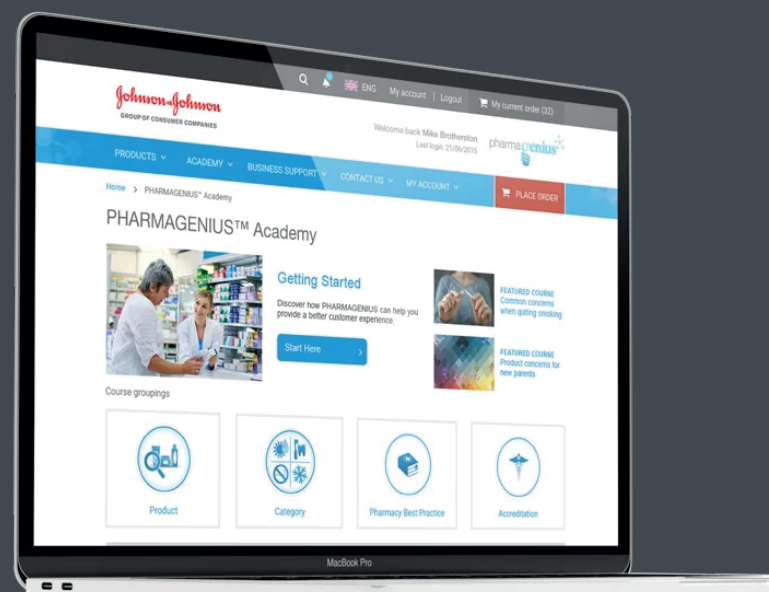 ENG My account | Logout My current order (32)
Johnson & Johnson
GROUP OF CONSUMER COMPANIES
Welcome back Mike Brotherston
Last login: 21/06/2015
pharmagenius
PRODUCTS ACADEMY BUSINESS SUPPORT CONTACT US MY ACCOUNT PLACE ORDER
Home > PHARMAGENIUS™ Academy
PHARMAGENIUS™ Academy
Getting Started
Discover how PHARMAGENIUS can help you
provide a better customer experience.
Start Here >
FEATURED COURSE
Common concerns
when quiting smoking
FEATURED COURSE
Product concerns for
new parents
Course groupings
Product Category Pharmacy Best Practice Accreditation
MacBook Pro